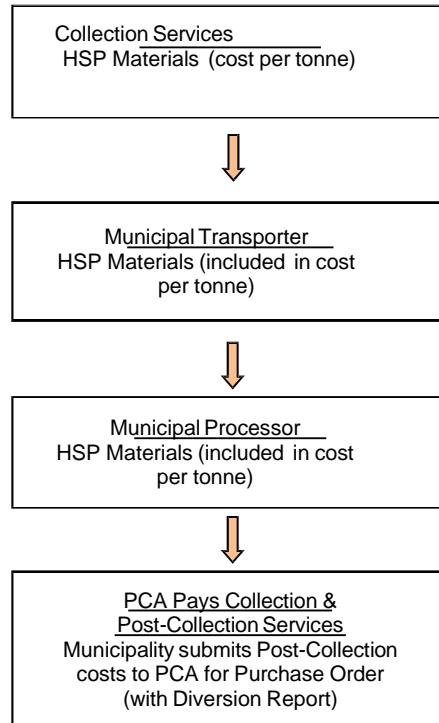 Collection Services
HSP Materials (cost per tonne)
Municipal Transporter
HSP Materials (included in cost
per tonne)
Municipal Processor
HSP Materials (included in cost
per tonne)
PCA Pays Collection &
Post-Collection Services
Municipality submits Post-Collection
costs to PCA for Purchase Order
(with Diversion Report)